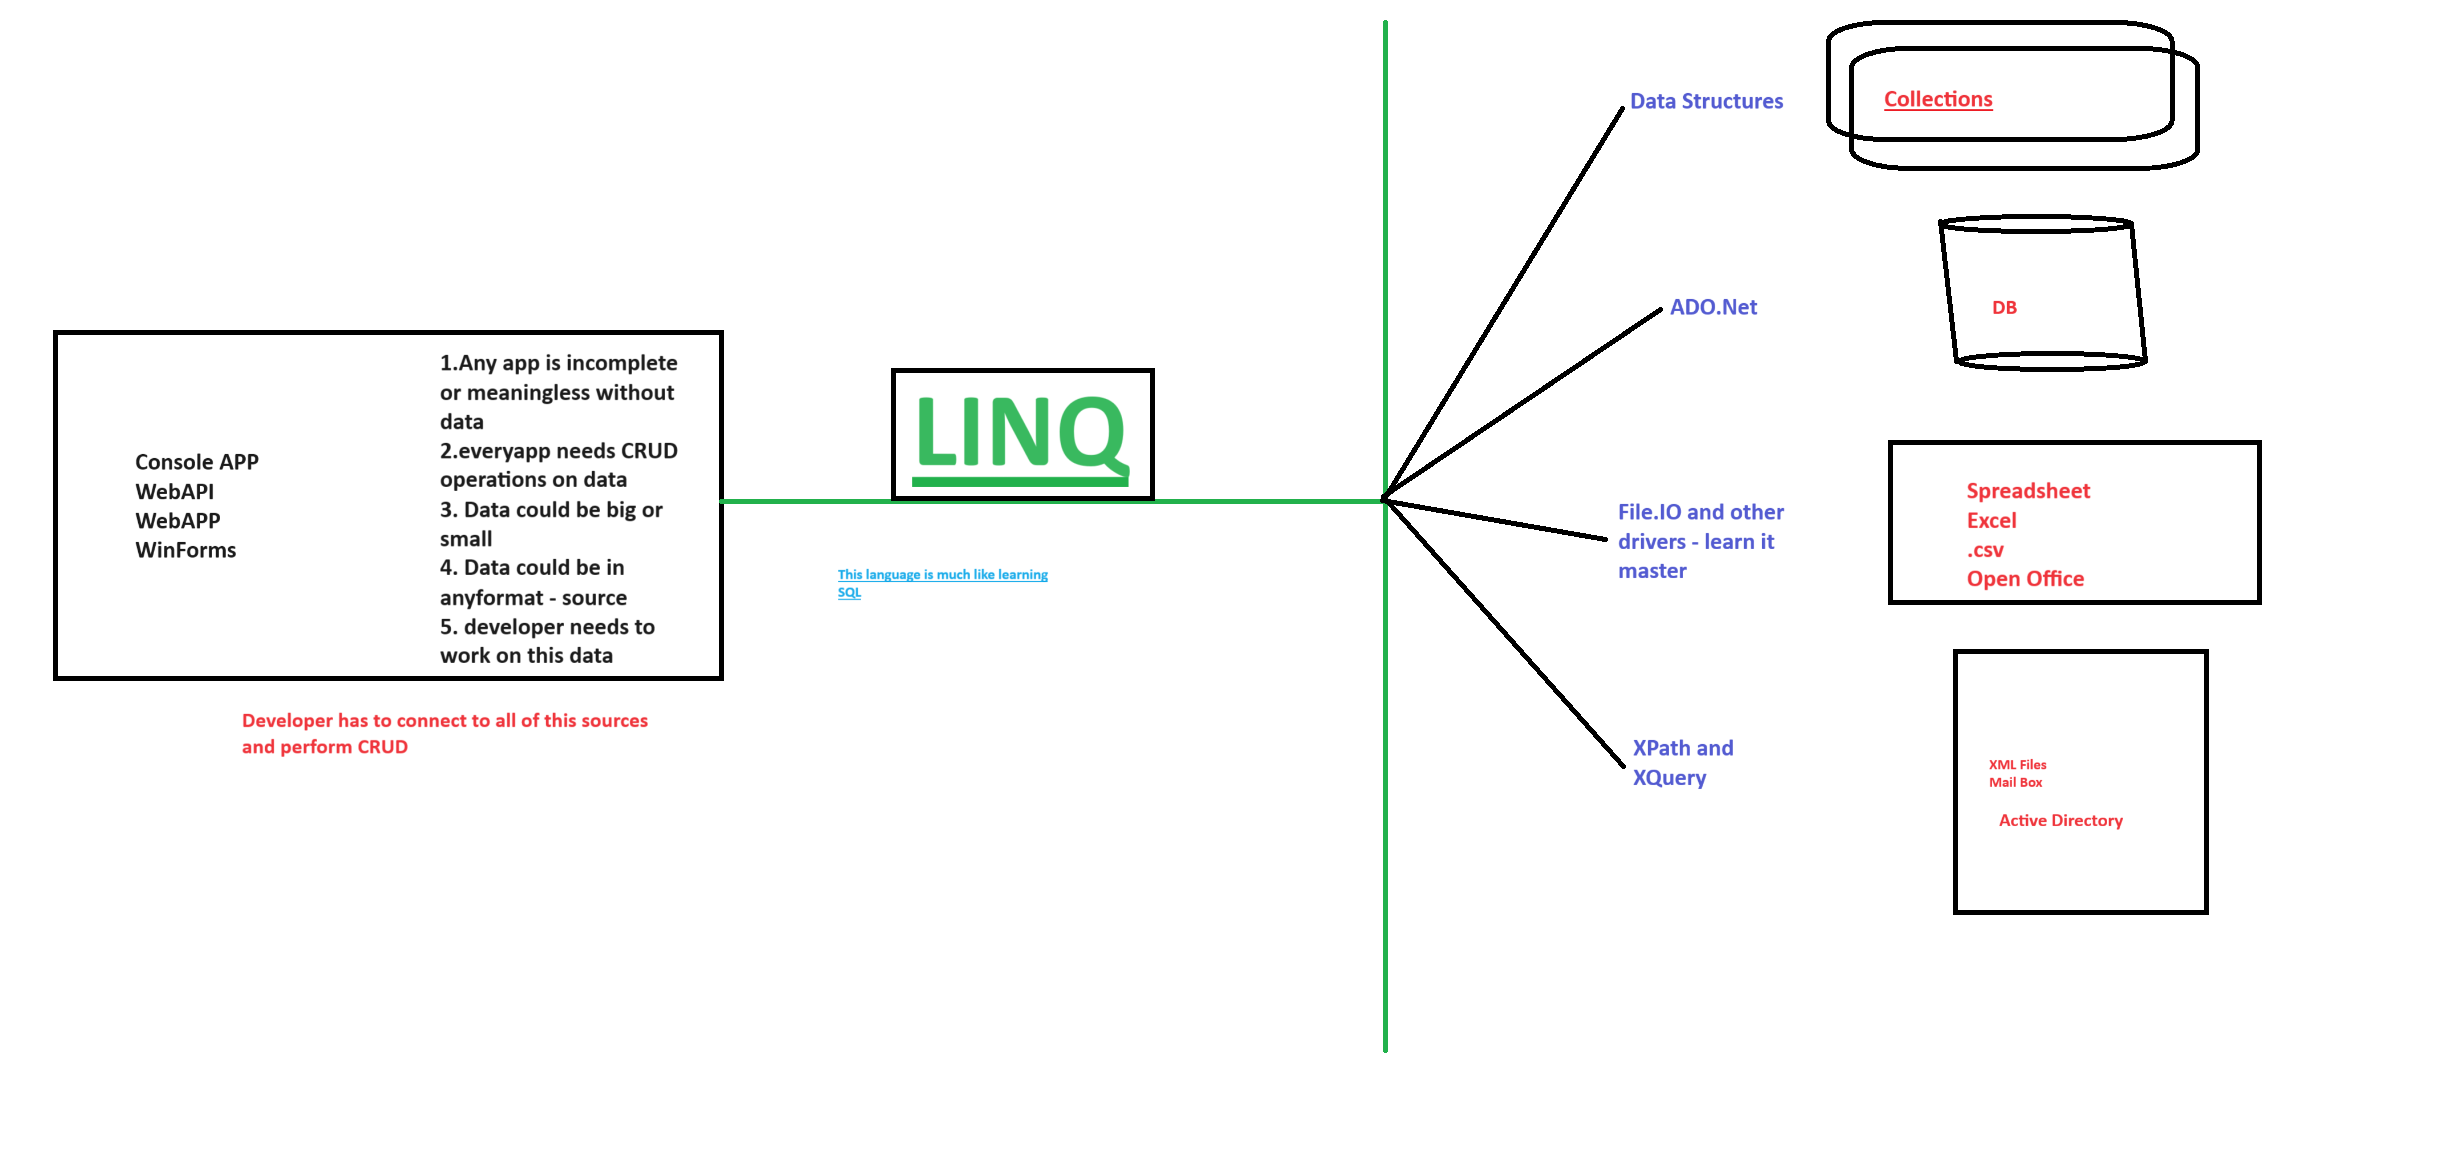 Console APP
WebAPI
WebAPP
WinForms
1.Any app is incomplete
or meaningless without
data
2.everyapp needs CRUD
operations on data
3. Data could be big or
small
4. Data could be in
anyformat - source
5. developer needs to
work on this data
Developer has to connect to all of this sources
and perform CRUD
LINQ
This language is much like learning
SQL
Data Structures
Collections
ADO.Net
DB
File.IO and other
drivers - learn it
master
Spreadsheet
Excel
.csv
Open Office
XPath and
XQuery
XML Files
Mail Box
Active Directory